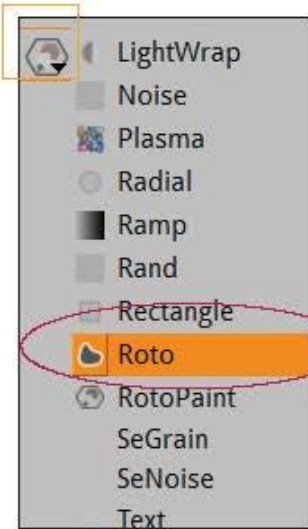 LightWrap
Noise
Plasma
Radial
Ramp
Rand
Rectangle
Roto
RotoPaint
SeGrain
SeNoise
Text